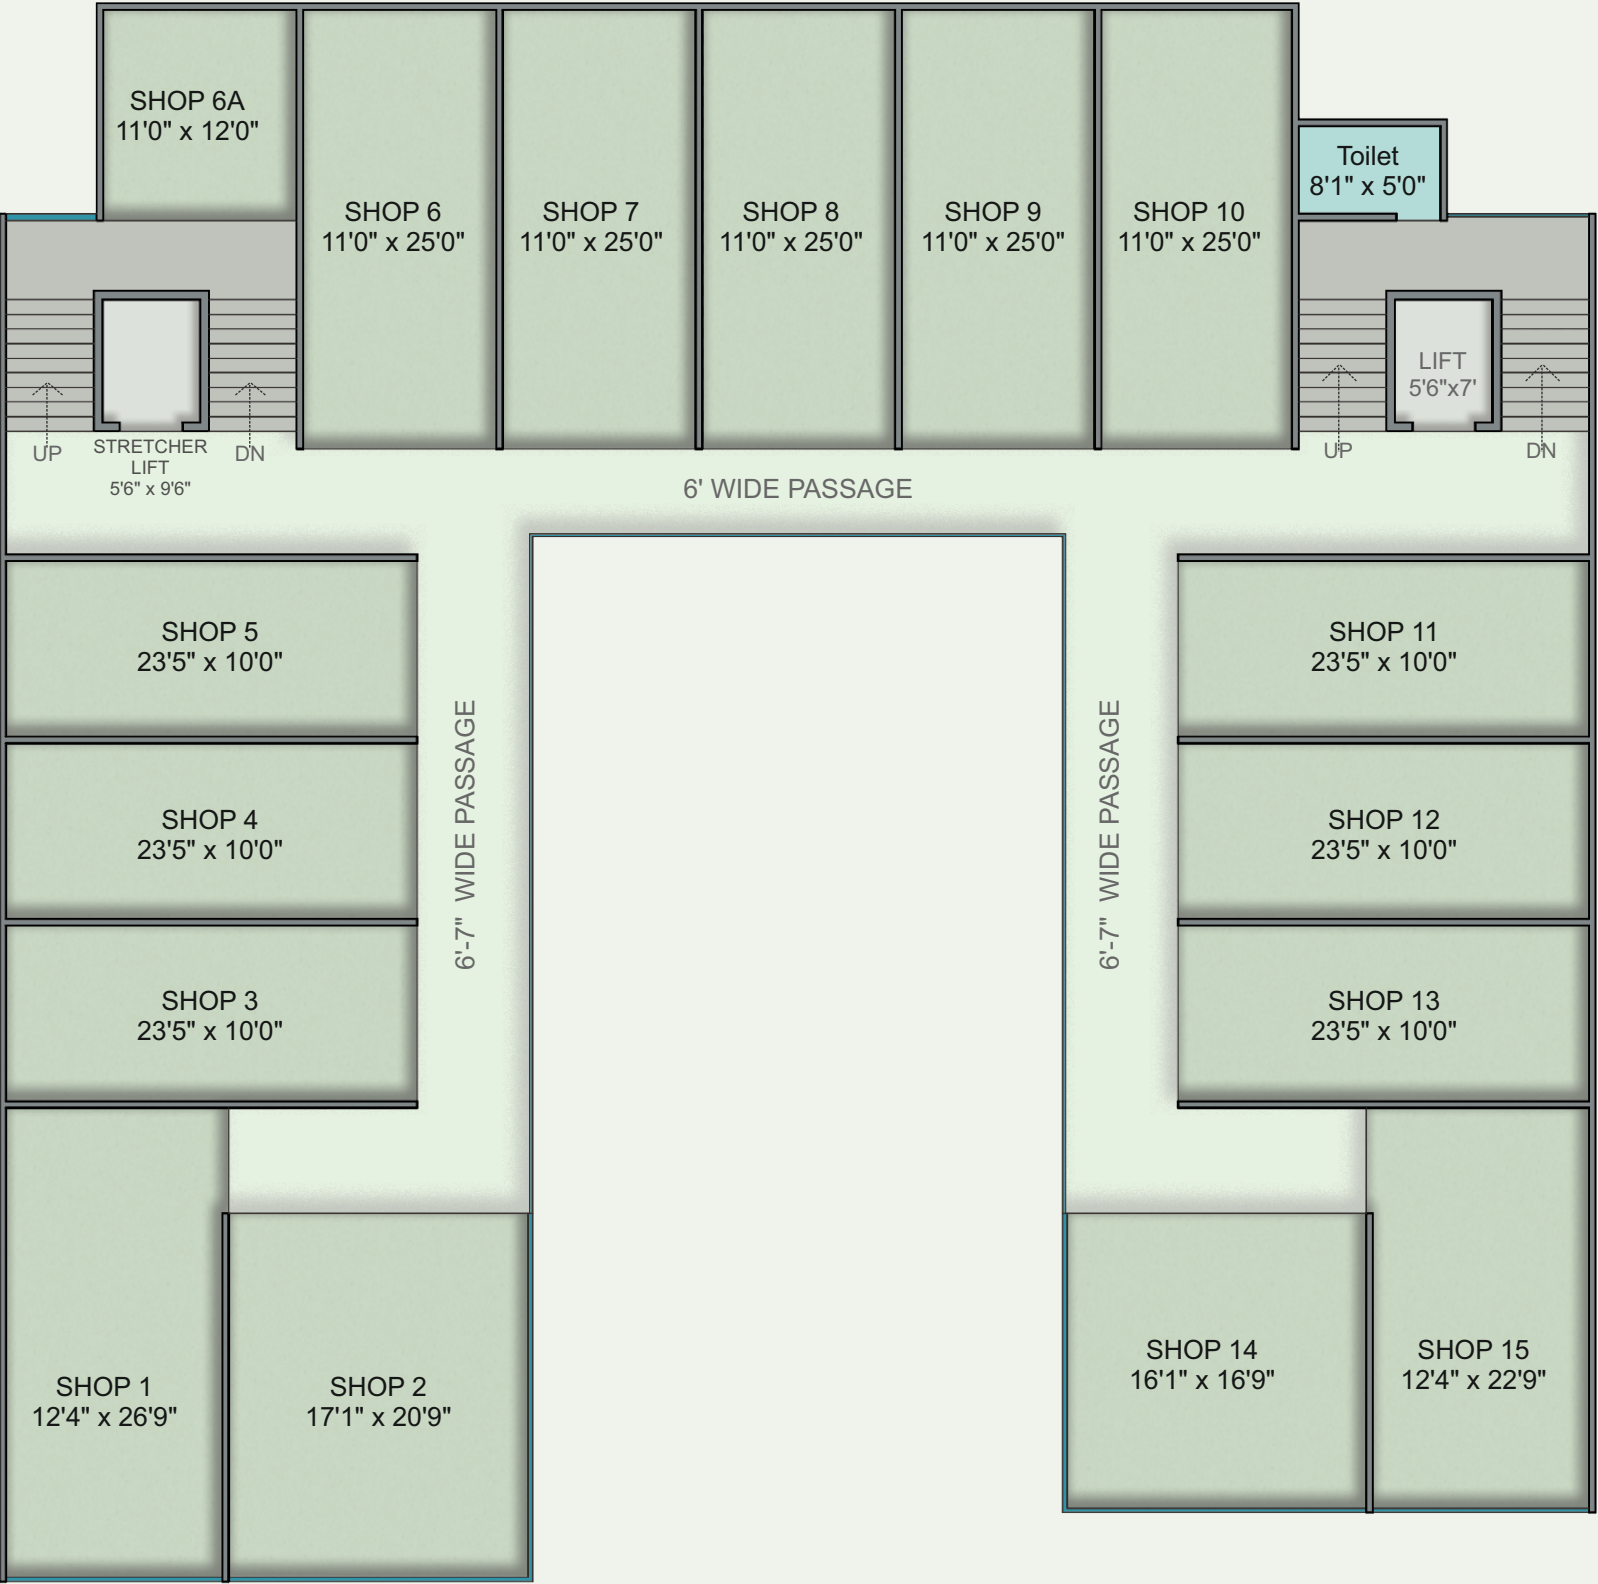 SHOP 6A
11'0" x 12'0"
Toilet
8'1" x 5'0"
SHOP 6
11'0" x 25'0"
SHOP 7
11'0" x 25'0"
SHOP 8
11'0" x 25'0"
SHOP 9
11'0" x 25'0"
SHOP 10
11'0" x 25'0"
LIFT
5'6"x7'
UP
STRETCHER
LIFT
5'6" x 9'6"
DN
UP
DN
6' WIDE PASSAGE
SHOP 5
23'5" x 10'0"
SHOP 11
23'5" x 10'0"
6'-7" WIDE PASSAGE
6'-7" WIDE PASSAGE
SHOP 4
23'5" x 10'0"
SHOP 12
23'5" x 10'0"
SHOP 3
23'5" x 10'0"
SHOP 13
23'5" x 10'0"
SHOP 1
12'4" x 26'9"
SHOP 2
17'1" x 20'9"
SHOP 14
16'1" x 16'9"
SHOP 15
12'4" x 22'9"